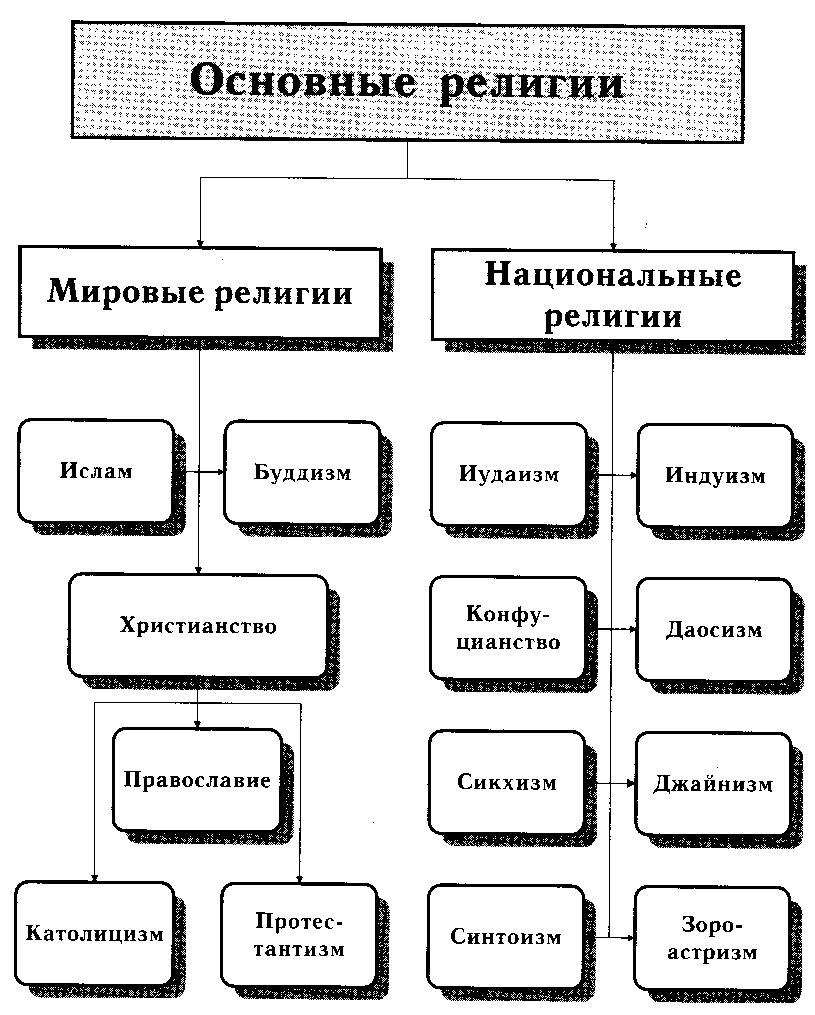 Основные религии
Мировые религии
Национальные
религии
Ислам
Буддизм
Иудаизм
Индуизм
Христианство
Конфу-
цианство
Даосизм
Православие
Сикхизм
Джайнизм
Католицизм
Протес-
тантизм
Синтоизм
Зоро-
астризм